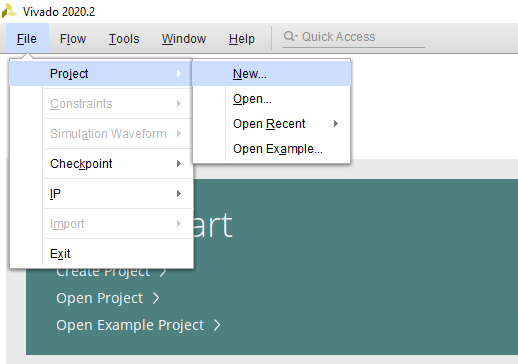 Vivado 2020.2
File Flow Tools Window Help Quick Access
Project New...
Constraints Open...
Simulation Waveform Open Recent
Checkpoint Open Example...
IP
Import
art
Exit
Create Project
Open Project
Open Example Project